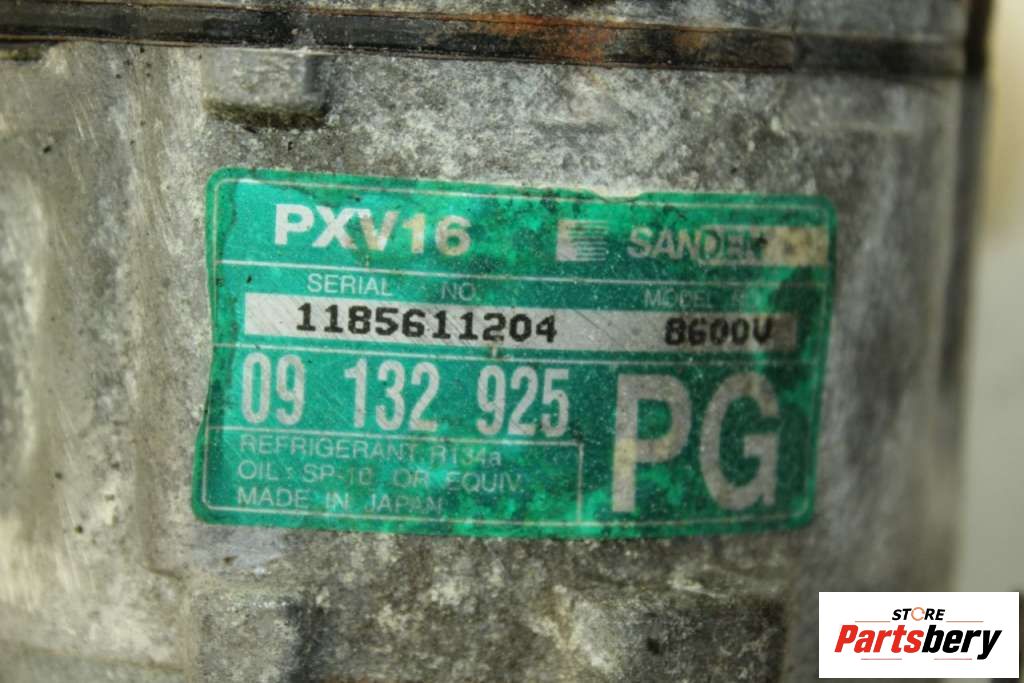 PXV16 SANDEN
SERIAL NO. MODEL
1185611204 8600V
09 132 925 PG
REFRIGERANT R134a
OIL : SP-10 OR EQUIV.
MADE IN JAPAN
STORE
Partsbery